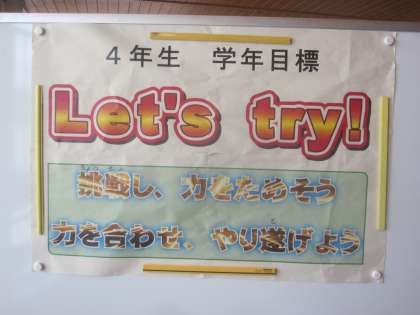 4年生 学年目標
Let's try!
挑戦し、力をためそう
力を合わせ、やり遂げよう